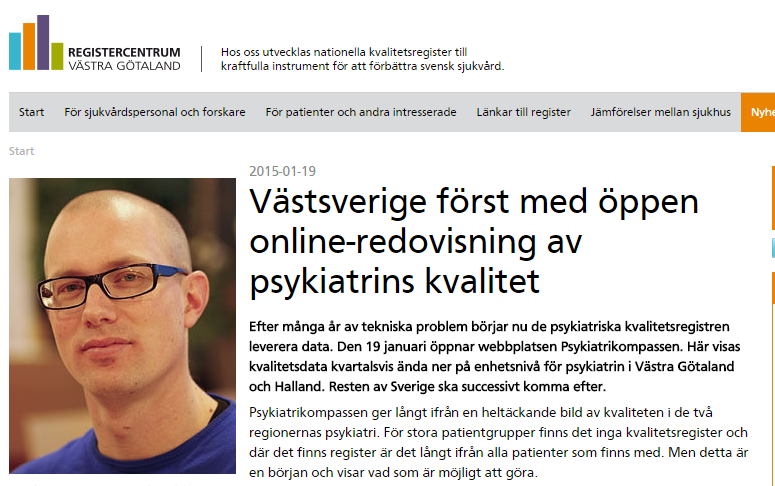 REGISTERCENTRUM
VÄSTRA GÖTALAND
Hos oss utvecklas nationella kvalitetsregister till
kraftfulla instrument för att förbättra svensk sjukvård.
Start För sjukvårdspersonal och forskare För patienter och andra intresserade Länkar till register Jämförelser mellan sjukhus Nyhe
Start
2015-01-19
Västsverige först med öppen
online-redovisning av
psykiatrins kvalitet
Efter många år av tekniska problem börjar nu de psykiatriska kvalitetsregistren
leverera data. Den 19 januari öppnar webbplatsen Psykiatrikompassen. Här visas
kvalitetsdata kvartalsvis ända ner på enhetsnivå för psykiatrin i Västra Götaland
och Halland. Resten av Sverige ska successivt komma efter.
Psykiatrikompassen ger långt ifrån en heltäckande bild av kvaliteten i de två
regionernas psykiatri. För stora patientgrupper finns det inga kvalitetsregister och
där det finns register är det långt ifrån alla patienter som finns med. Men detta är
en början och visar vad som är möjligt att göra.